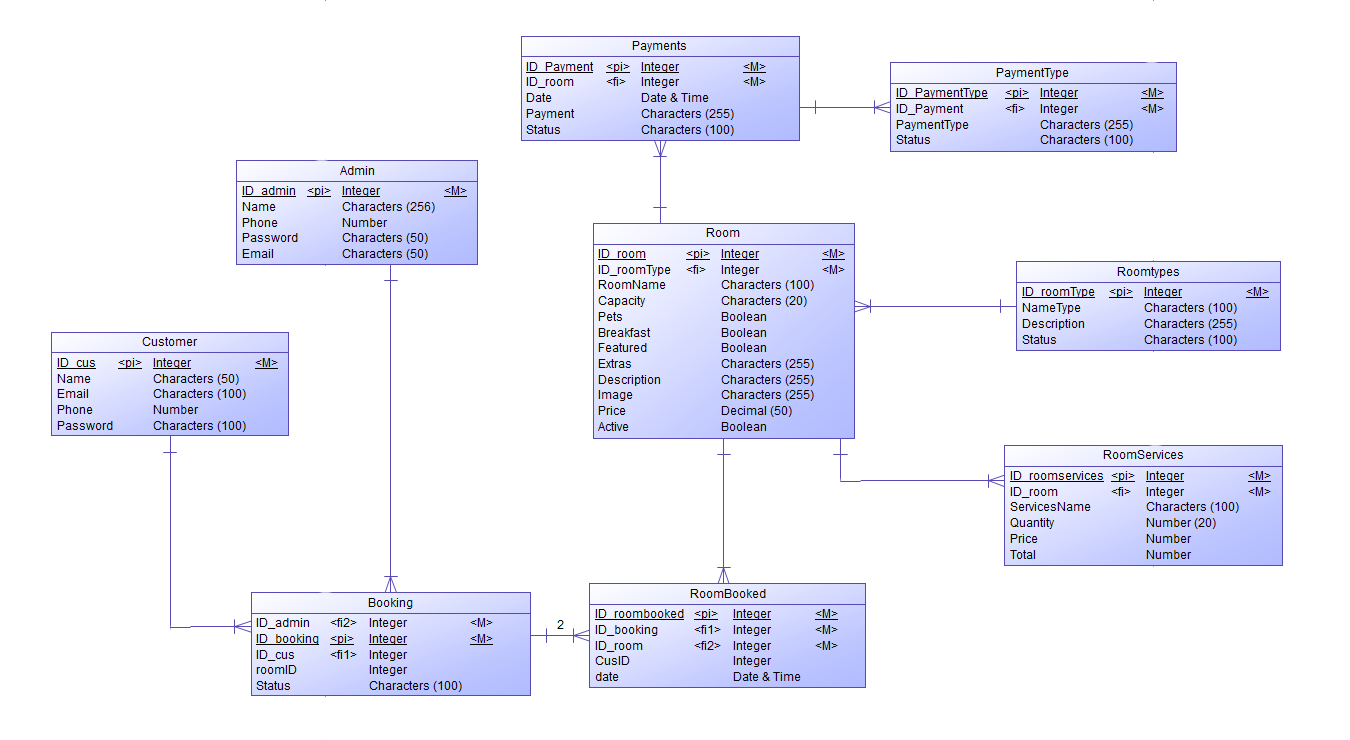 Payments
ID_Payment <pi> Integer <M>
ID_room <fi> Integer <M>
Date Date & Time
Payment Characters (255)
Status Characters (100)
PaymentType
ID_PaymentType <pi> Integer <M>
ID_Payment <fi> Integer <M>
PaymentType Characters (255)
Status Characters (100)
Admin
ID_admin <pi> Integer <M>
Name Characters (256)
Phone Number
Password Characters (50)
Email Characters (50)
Room
ID_room <pi> Integer <M>
ID_roomType <fi> Integer <M>
RoomName Characters (100)
Capacity Characters (20)
Pets Boolean
Breakfast Boolean
Featured Boolean
Extras Characters (255)
Description Characters (255)
Image Characters (255)
Price Decimal (50)
Active Boolean
Roomtypes
ID_roomType <pi> Integer <M>
NameType Characters (100)
Description Characters (255)
Status Characters (100)
Customer
ID_cus <pi> Integer <M>
Name Characters (50)
Email Characters (100)
Phone Number
Password Characters (100)
RoomServices
ID_roomservices <pi> Integer <M>
ID_room <fi> Integer <M>
ServicesName Characters (100)
Quantity Number (20)
Price Number
Total Number
Booking
ID_admin <fi2> Integer <M>
ID_booking <pi> Integer <M>
ID_cus <fi1> Integer
roomID Integer
Status Characters (100)
2
RoomBooked
ID_roombooked <pi> Integer <M>
ID_booking <fi1> Integer <M>
ID_room <fi2> Integer <M>
CusID Integer
date Date & Time